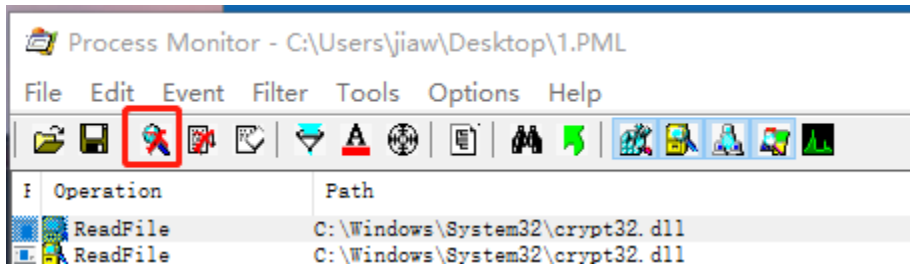 Process Monitor - C:\Users\jiaw\Desktop\1.PML
File Edit Event Filter Tools Options Help
Operation Path
ReadFile C:\Windows\System32\crypt32.dll
ReadFile C:\Windows\System32\crypt32.dll